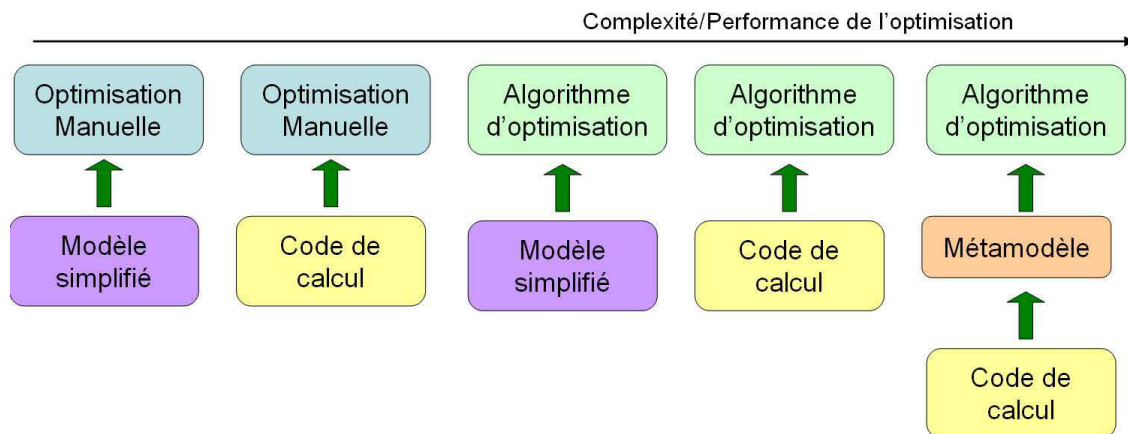 Complexité/Performance de l'optimisation
Optimisation
Manuelle
Optimisation
Manuelle
Algorithme
d'optimisation
Algorithme
d'optimisation
Algorithme
d'optimisation
Modèle
simplifié
Code de
calcul
Modèle
simplifié
Code de
calcul
Métamodèle
Code de
calcul